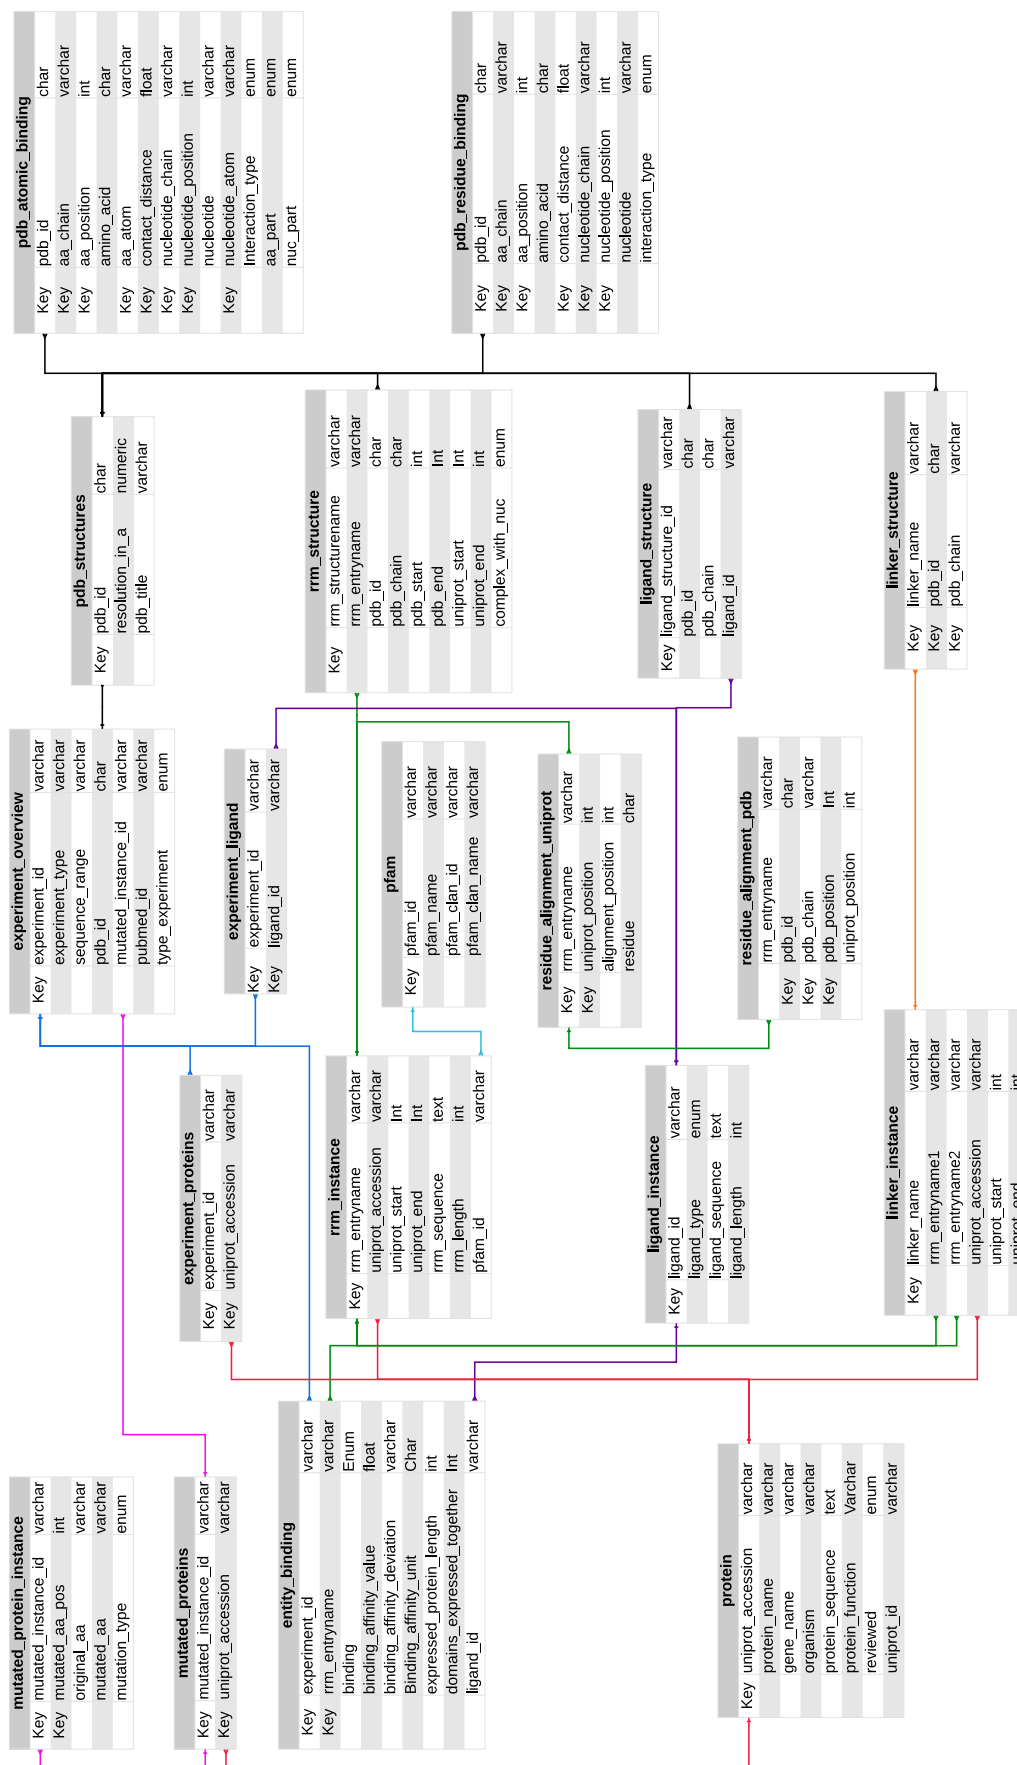 mutated_protein_instance
Key mutated_instance_id varchar
Key mutated_aa_pos int
original_aa varchar
mutated_aa varchar
mutation_type enum
mutated_proteins
Key mutated_instance_id varchar
Key uniprot_accession varchar
entity_binding
Key experiment_id varchar
Key rrm_entryname varchar
binding Enum
binding_affinity_value float
binding_affinity_deviation varchar
Binding_affinity_unit Char
expressed_protein_length int
domains_expressed_together Int
ligand_id varchar
protein
Key uniprot_accession varchar
protein_name varchar
gene_name varchar
organism varchar
protein_sequence text
protein_function Varchar
reviewed enum
uniprot_id varchar
experiment_proteins
Key experiment_id varchar
Key uniprot_accession varchar
rrm_instance
Key rrm_entryname varchar
uniprot_accession varchar
uniprot_start Int
uniprot_end Int
rrm_sequence text
rrm_length int
pfam_id varchar
ligand_instance
Key ligand_id varchar
ligand_type enum
ligand_sequence text
ligand_length int
linker_instance
Key linker_name varchar
rrm_entryname1 varchar
rrm_entryname2 varchar
uniprot_accession varchar
uniprot_start int
experiment_overview
Key experiment_id varchar
experiment_type varchar
sequence_range varchar
pdb_id char
mutated_instance_id varchar
pubmed_id varchar
type_experiment enum
experiment_ligand
Key experiment_id varchar
Key ligand_id varchar
pfam
Key pfam_id varchar
pfam_name varchar
pfam_clan_id varchar
pfam_clan_name varchar
residue_alignment_uniprot
Key rrm_entryname varchar
Key uniprot_position int
alignment_position int
residue char
residue_alignment_pdb
rrm_entryname varchar
Key pdb_id char
Key pdb_chain varchar
Key pdb_position Int
uniprot_position int
pdb_structures
Key pdb_id char
resolution_in_a numeric
pdb_title varchar
rrm_structure
Key rrm_structurename varchar
rrm_entryname varchar
pdb_id char
pdb_chain char
pdb_start int
pdb_end Int
uniprot_start Int
uniprot_end int
complex_with_nuc enum
ligand_structure
Key ligand_structure_id varchar
pdb_id char
pdb_chain char
ligand_id varchar
linker_structure
Key linker_name varchar
Key pdb_id char
Key pdb_chain varchar
pdb_atomic_binding
Key pdb_id char
Key aa_chain varchar
Key aa_position int
amino_acid char
Key aa_atom varchar
Key contact_distance float
Key nucleotide_chain varchar
Key nucleotide_position int
nucleotide varchar
Key nucleotide_atom varchar
Interaction_type enum
aa_part enum
nuc_part enum
pdb_residue_binding
Key pdb_id char
Key aa_chain varchar
Key aa_position int
amino_acid char
Key contact_distance float
Key nucleotide_chain varchar
Key nucleotide_position int
nucleotide varchar
interaction_type enum